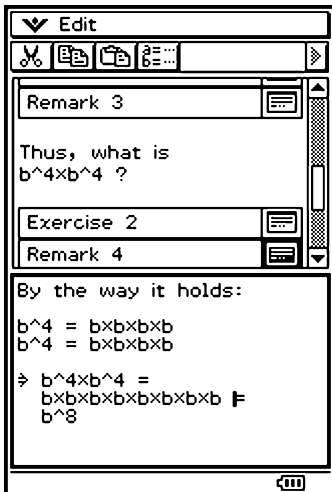 Edit
Remark 3
Thus, what is
b^4×b^4 ?
Exercise 2
Remark 4
By the way it holds:
b^4 = b×b×b×b
b^4 = b×b×b×b
⇒ b^4×b^4 =
b×b×b×b×b×b×b×b =
b^8